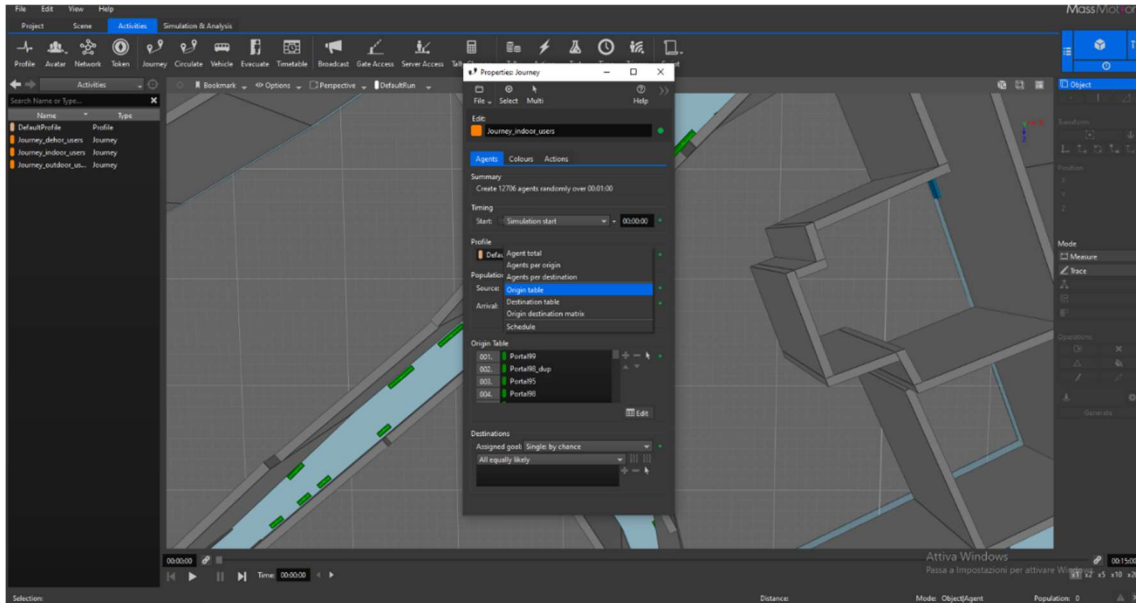 File Edit View Help
MassMotion
Project Scene Activities Simulation & Analysis
Profile Avatar Network Token Journey Circulate Vehicle Evacuate Timetable Broadcast Gate Access Server Access
Activities
Bookmark Options Perspective DefaultRun
Search Name or Type...
Name Type
DefaultProfile Profile
Journey_dehor_users Journey
Journey_indoor_users Journey
Journey_outdoor_us... Journey
Properties: Journey
File Select Multi Help
Edit:
Journey_indoor_users
Agents Colours Actions
Summary
Create 12706 agents randomly over 00:01:00
Timing
Start: Simulation start 00:00:00
Profile
Defau
Agent total
Agents per origin
Population
Agents per destination
Source: Origin table
Arrival: Destination table
Origin destination matrix
Schedule
Origin Table
001. Portal99
002. Portal98_dup
003. Portal95
004. Portal98
Edit
Destinations
Assigned goal: Single: by chance
All equally likely
Object
Transform
Position
X
Y
Z
Mode
Measure
Trace
Operations
Generate
Attiva Windows
Passa a Impostazioni per attivare Windows.
00:00:00 00:15:00
Time: 00:00:00 x1 x2 x5 x10 x20
Selection: Distance: Mode: Object|Agent Population: 0